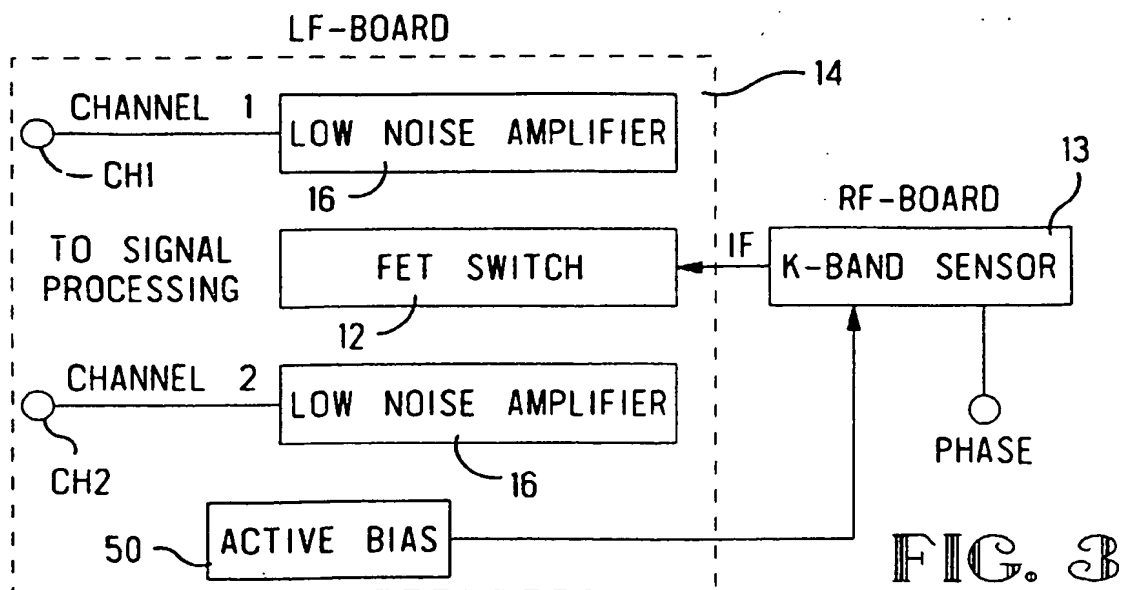 LF-BOARD
14
CHANNEL 1
LOW NOISE AMPLIFIER
CH1
16
13
RF-BOARD
TO SIGNAL
PROCESSING
FET SWITCH
IF
K-BAND SENSOR
12
CHANNEL 2
LOW NOISE AMPLIFIER
PHASE
CH2
16
50
ACTIVE BIAS
FIG. 3